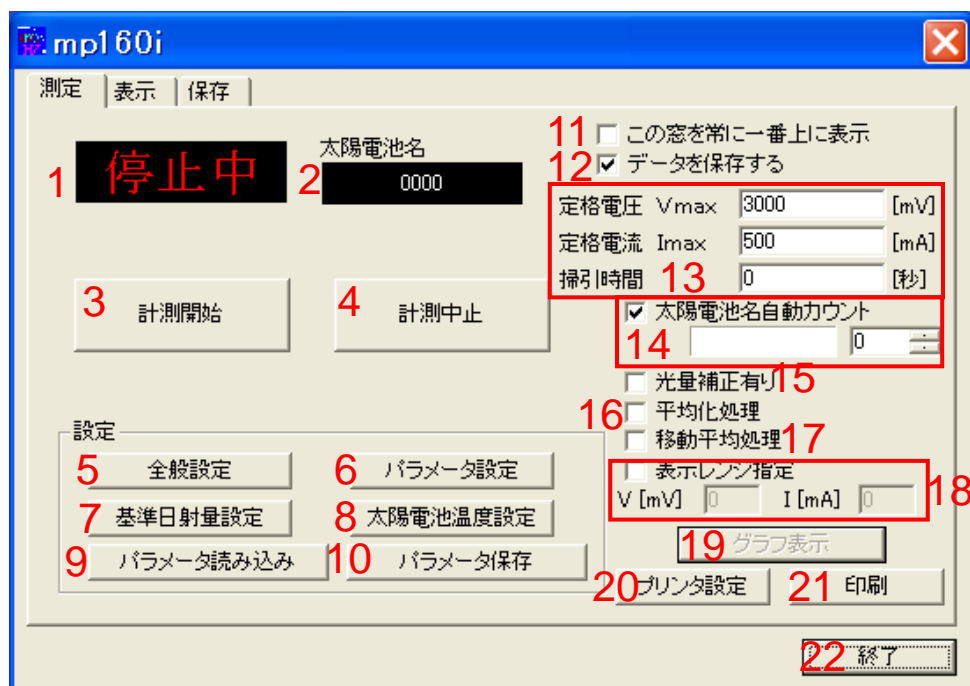 mp160i
測定 表示 保存
11 この窓を常に一番上に表示
1 停止中
太陽電池名
2 0000
12 データを保存する
定格電圧 Vmax 3000 [mV]
定格電流 Imax 500 [mA]
掃引時間 13 0 [秒]
3 計測開始
4 計測中止
太陽電池名自動カウント
14 0
光量補正有り 15
16 平均化処理
移動平均処理 17
表示レンジ指定
V [mV] 0 I [mA] 0 18
設定
5 全般設定
6 パラメータ設定
7 基準日射量設定
8 太陽電池温度設定
9 パラメータ読み込み
10 パラメータ保存
19 グラフ表示
20 プリンタ設定
21 印刷
22 終了